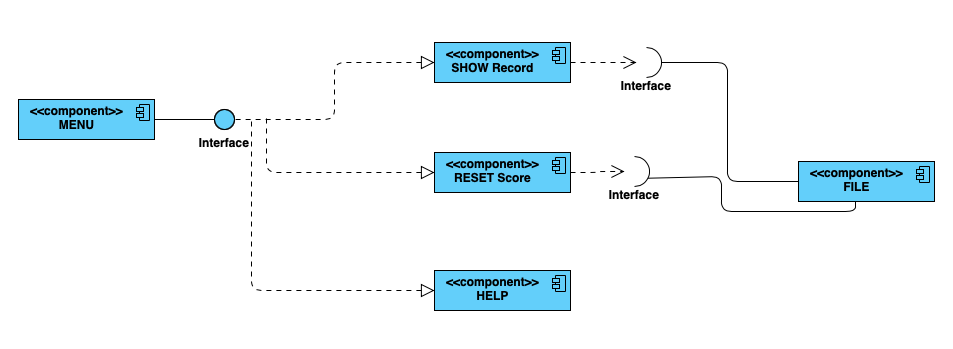 <<component>>
SHOW Record
Interface
<<component>>
MENU
Interface
<<component>>
RESET Score
Interface
<<component>>
FILE
<<component>>
HELP